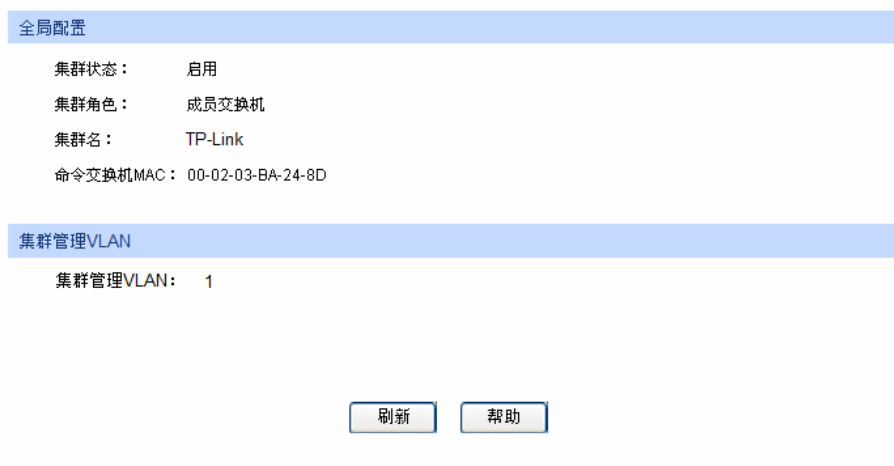 全局配置
集群状态： 启用
集群角色： 成员交换机
集群名： TP-Link
命令交换机MAC： 00-02-03-BA-24-8D
集群管理VLAN
集群管理VLAN： 1
刷新 帮助